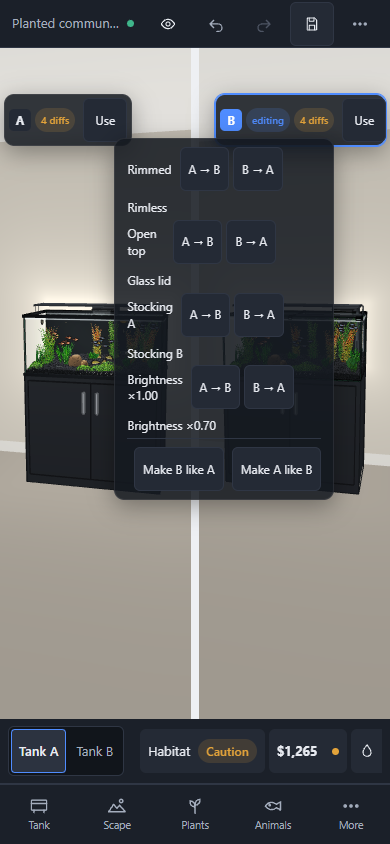 Planted commun...
A 4 diffs Use
B editing 4 diffs Use
Rimmed A → B B → A
Rimless
Open
top
A → B B → A
Glass lid
Stocking
A
A → B B → A
Stocking B
Brightness
×1.00
A → B B → A
Brightness ×0.70
Make B like A Make A like B
Tank A Tank B Habitat Caution $1,265
Tank Scape Plants Animals More